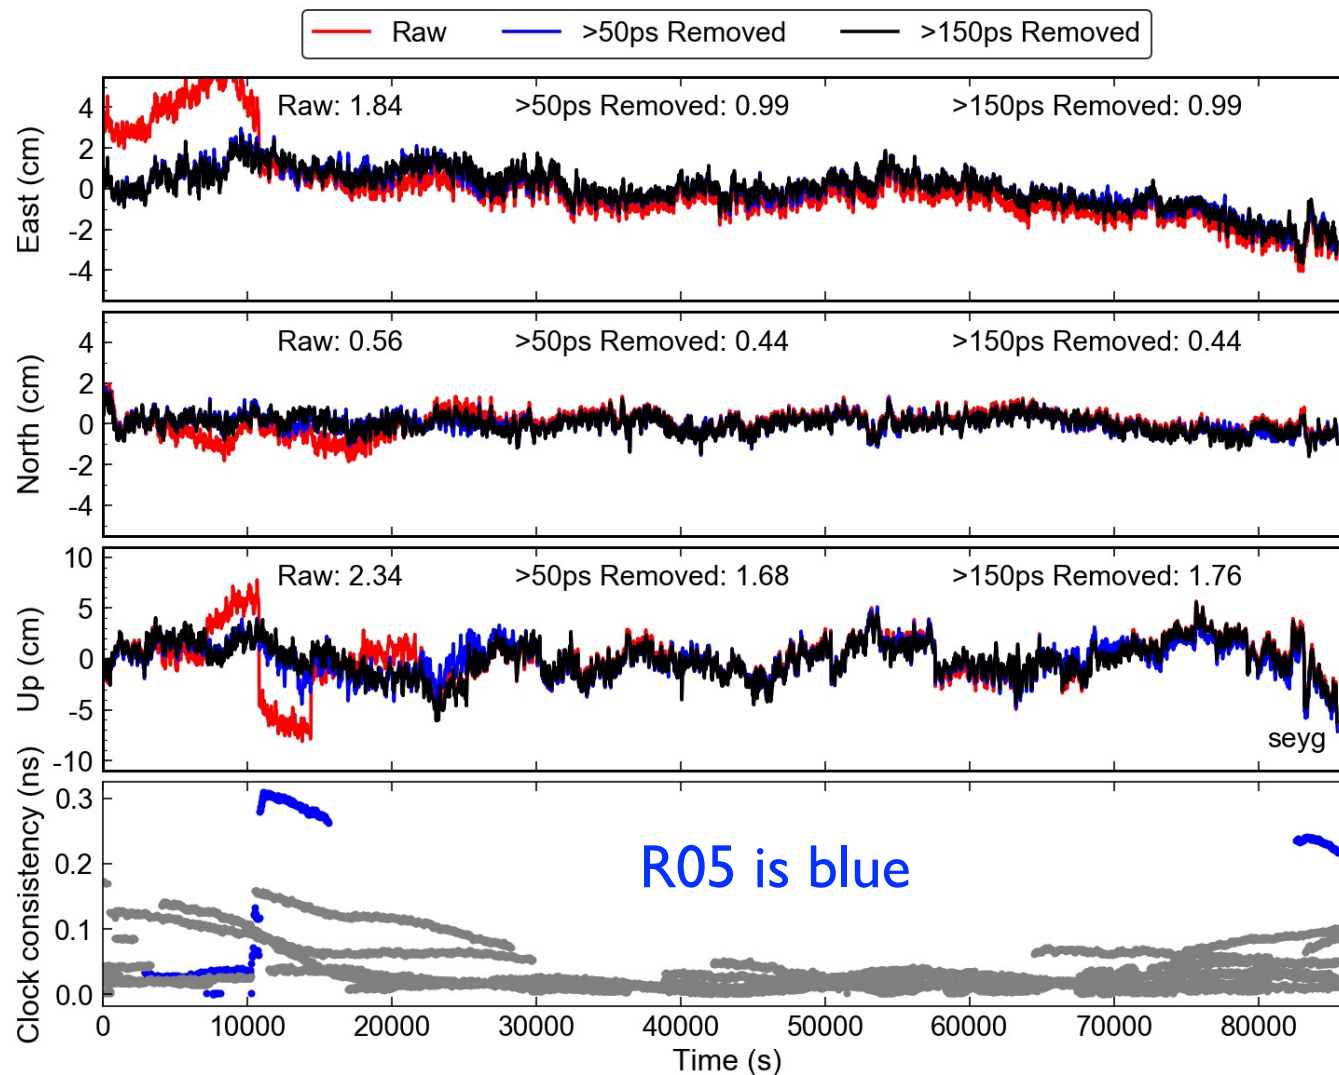 Raw >50ps Removed >150ps Removed
East (cm)
4
2
0
-2
-4
Raw: 1.84 >50ps Removed: 0.99 >150ps Removed: 0.99
North (cm)
4
2
0
-2
-4
Raw: 0.56 >50ps Removed: 0.44 >150ps Removed: 0.44
Up (cm)
10
5
0
-5
-10
Raw: 2.34 >50ps Removed: 1.68 >150ps Removed: 1.76
seyg
Clock consistency (ns)
0.3
0.2
0.1
0.0
R05 is blue
0 10000 20000 30000 40000 50000 60000 70000 80000
Time (s)